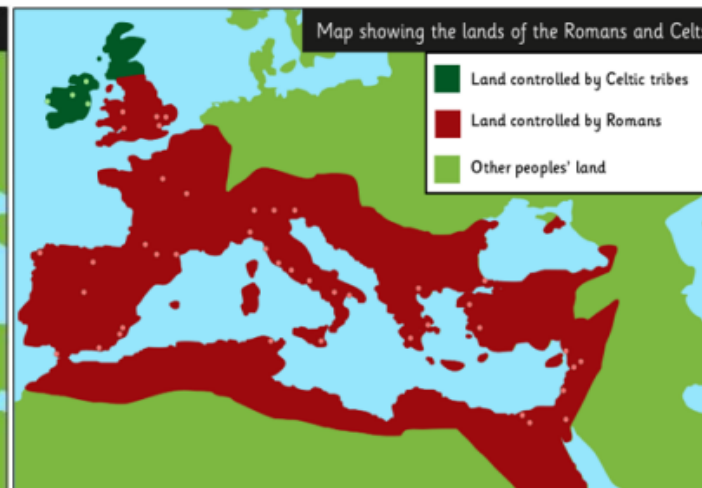 Map showing the lands of the Romans and Celts
Land controlled by Celtic tribes
Land controlled by Romans
Other peoples' land